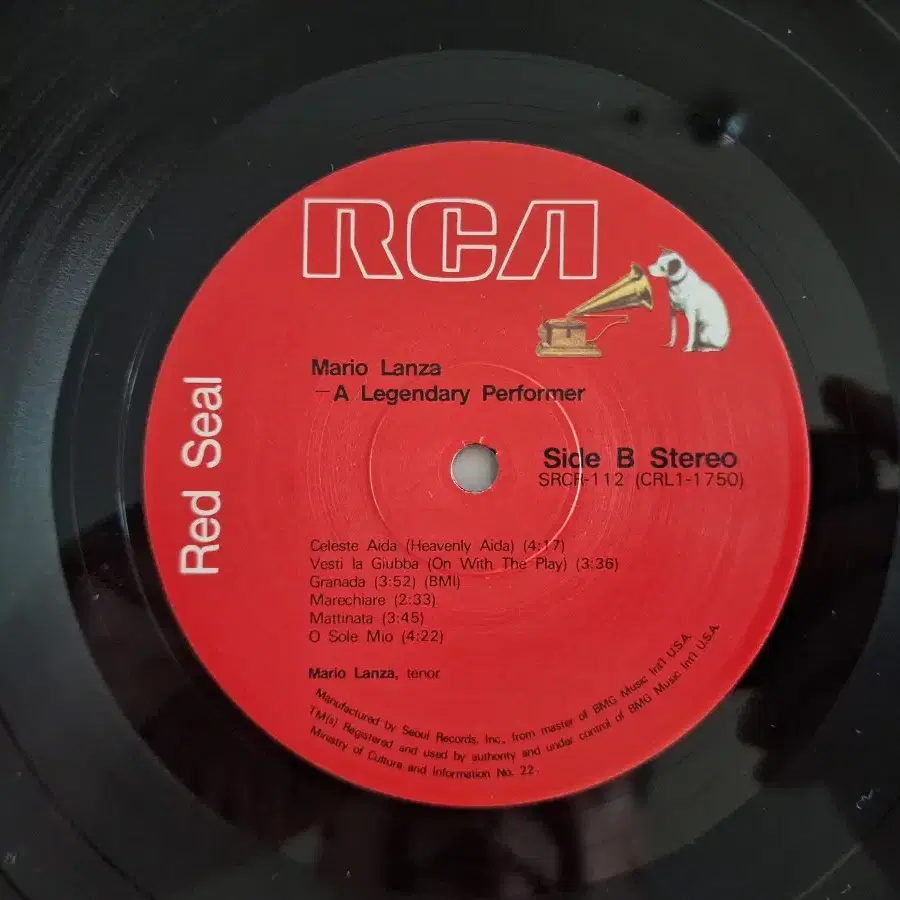 RCA
Red Seal
Mario Lanza
—A Legendary Performer
Side B Stereo
SRCR-112 (CRL1-1750)
Celeste Aida (Heavenly Aida) (4:17)
Vesti la Giubba (On With The Play) (3:36)
Granada (3:52) (BMI)
Marechiare (2:33)
Mattinata (3:45)
O Sole Mio (4:22)
Mario Lanza, tenor
Manufactured by Seoul Records, Inc., from master of BMG Music Int'l U.S.A
TM(s) Registered and used by authority and under control of BMG Music Int'l U.S.A
Ministry of Culture and Information No. 22